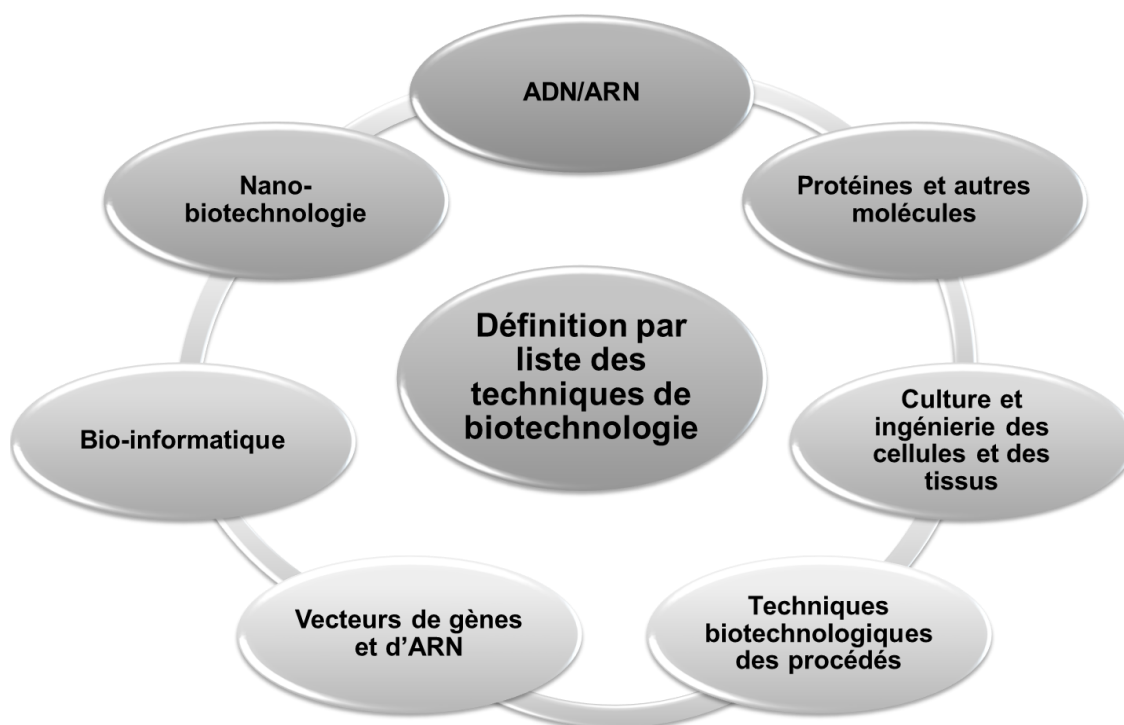 ADN/ARN
Protéines et autres
molécules
Culture et
ingénierie des
cellules et des
tissus
Techniques
biotechnologiques
des procédés
Vecteurs de gènes
et d’ARN
Bio-informatique
Nano-
biotechnologie
Définition par
liste des
techniques de
biotechnologie